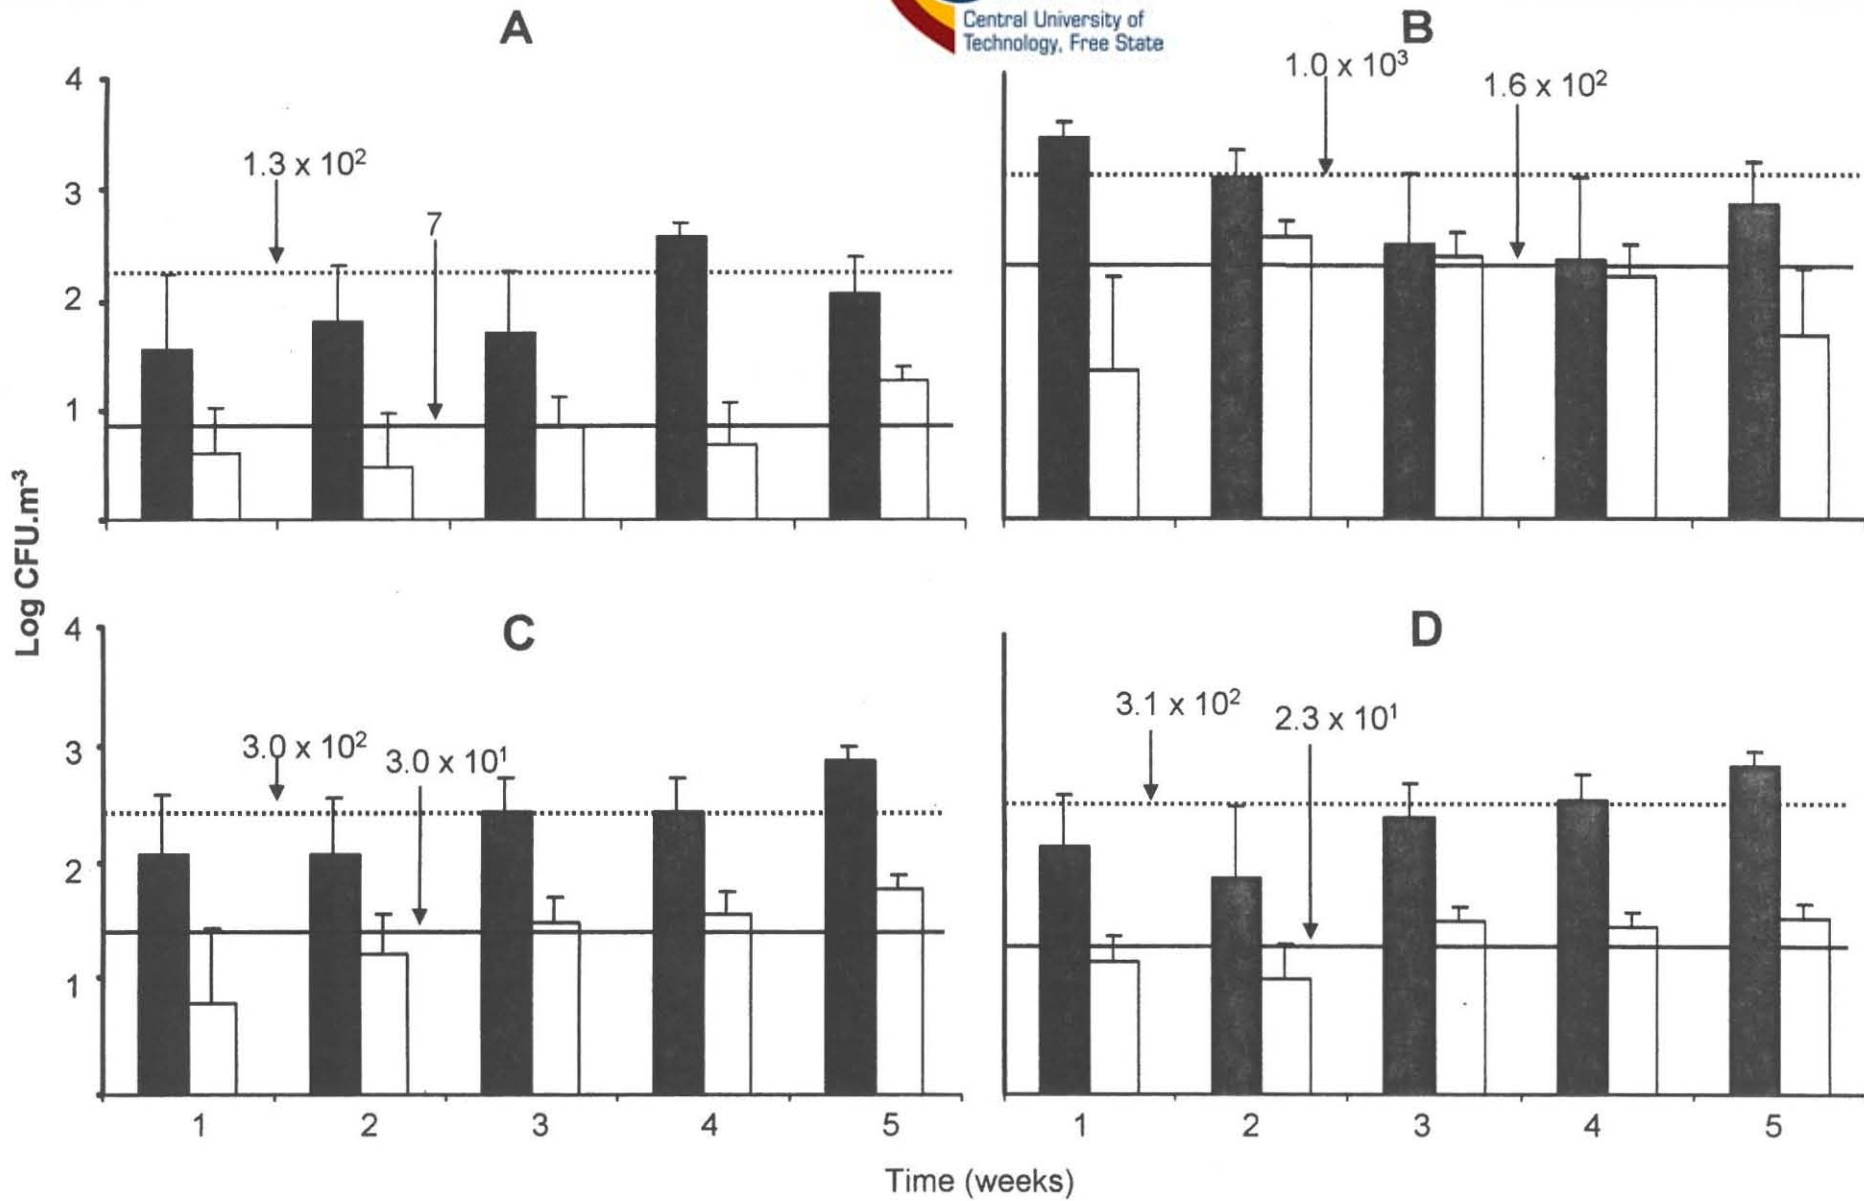 Central University of
Technology, Free State
A
B
4
3
2
1
1.3 x 10²
7
1.0 x 10³
1.6 x 10²
Log CFU.m⁻³
C
D
4
3
2
1
3.0 x 10²
3.0 x 10¹
3.1 x 10²
2.3 x 10¹
1 2 3 4 5
1 2 3 4 5
Time (weeks)